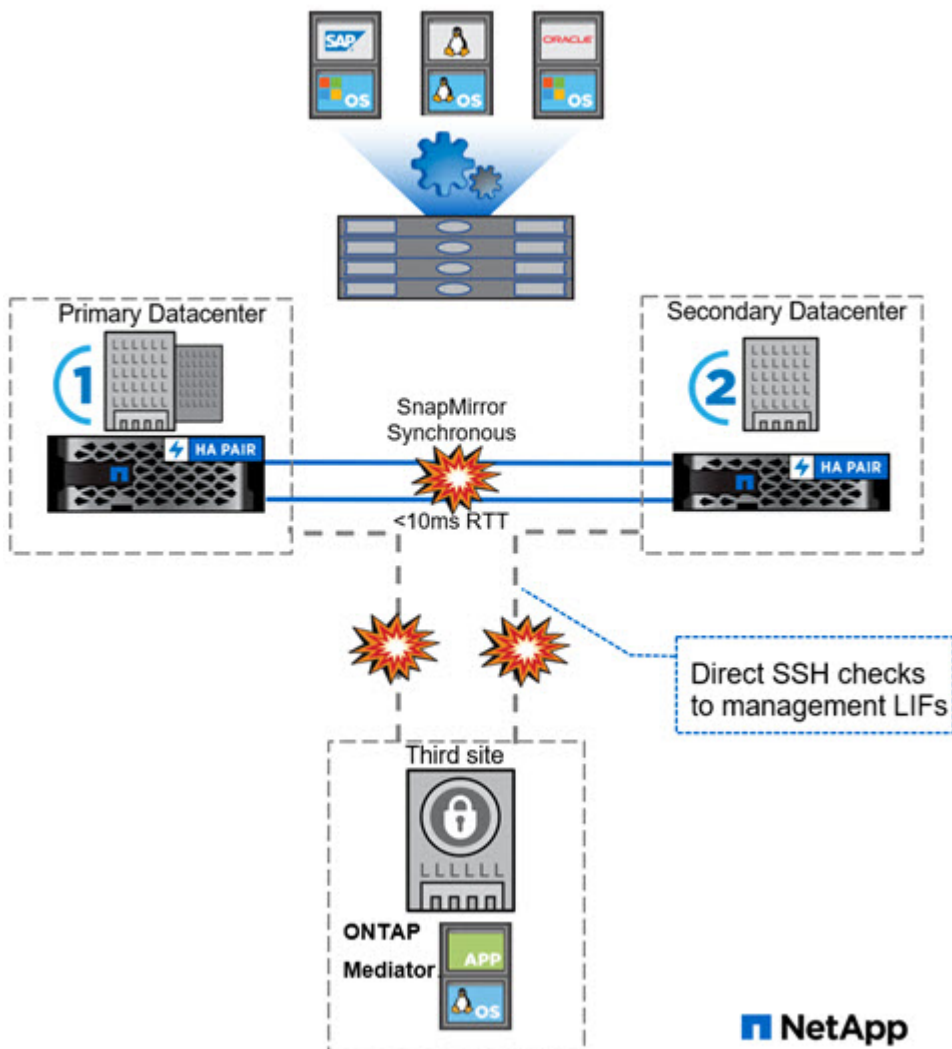 SAP
ORACLE
OS
OS
OS
Primary Datacenter
Secondary Datacenter
1
2
SnapMirror
Synchronous
HA PAIR
HA PAIR
<10ms RTT
Direct SSH checks
to management LIFs
Third site
ONTAP
Mediator
APP
OS
NetApp